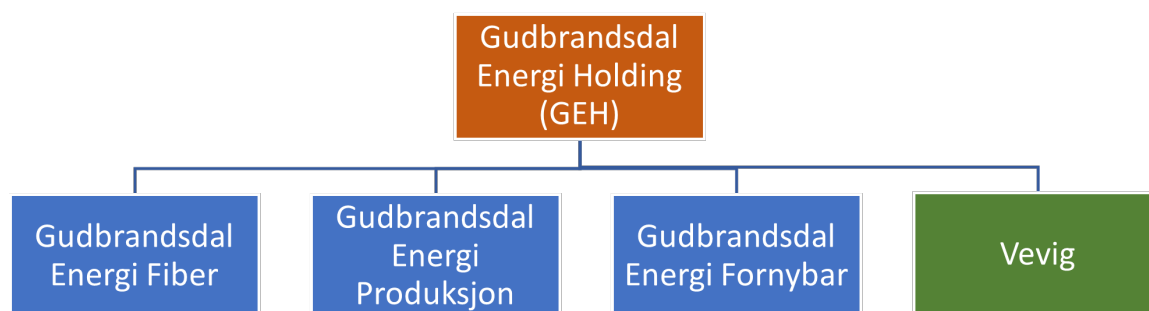 Gudbrandsdal
Energi Holding
(GEH)
Gudbrandsdal
Energi Fiber
Gudbrandsdal
Energi
Produksjon
Gudbrandsdal
Energi Fornybar
Vevig